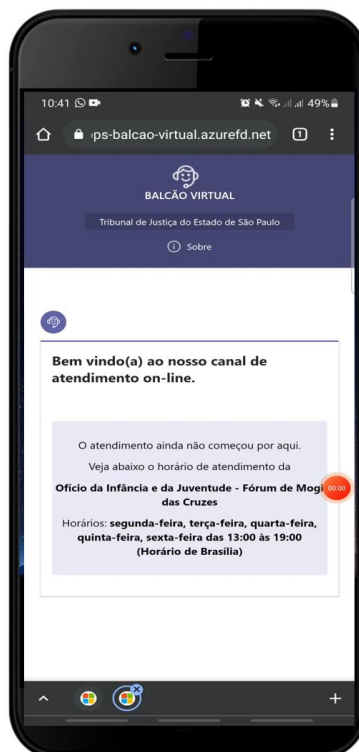 10:41
49%
ps-balcao-virtual.azurefd.net
1
BALCÃO VIRTUAL
Tribunal de Justiça do Estado de São Paulo
Sobre
Bem vindo(a) ao nosso canal de
atendimento on-line.
O atendimento ainda não começou por aqui.
Veja abaixo o horário de atendimento da
Ofício da Infância e da Juventude - Fórum de Mogi
00:00
das Cruzes
Horários: segunda-feira, terça-feira, quarta-feira,
quinta-feira, sexta-feira das 13:00 às 19:00
(Horário de Brasília)